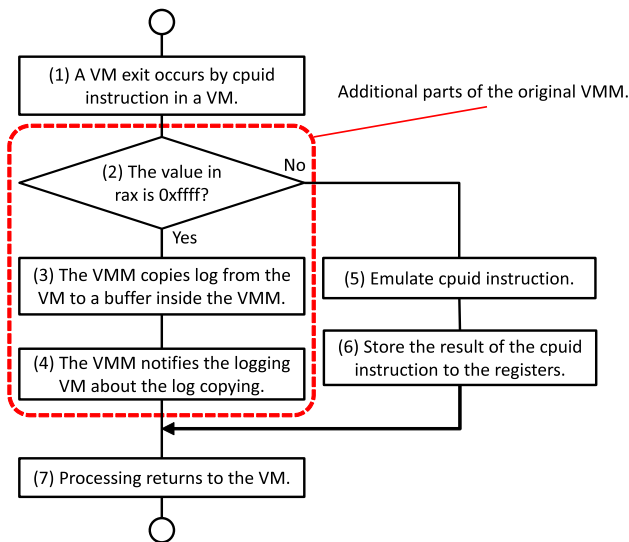 (1) A VM exit occurs by cpuid
instruction in a VM.
Additional parts of the original VMM.
(2) The value in
rax is 0xffff?
No
Yes
(3) The VMM copies log from the
VM to a buffer inside the VMM.
(5) Emulate cpuid instruction.
(4) The VMM notifies the logging
VM about the log copying.
(6) Store the result of the cpuid
instruction to the registers.
(7) Processing returns to the VM.